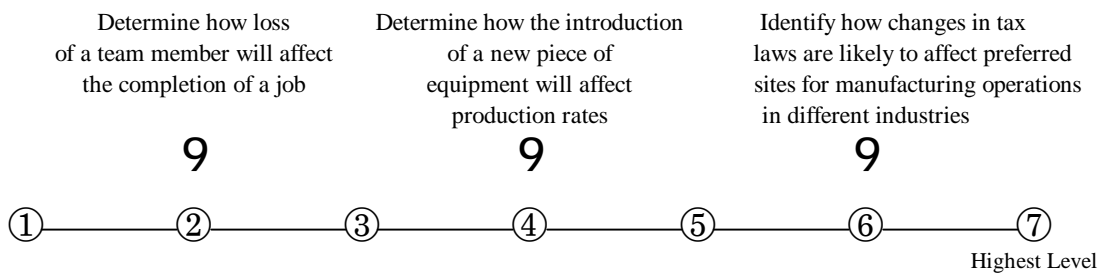 Determine how loss
of a team member will affect
the completion of a job
Determine how the introduction
of a new piece of
equipment will affect
production rates
Identify how changes in tax
laws are likely to affect preferred
sites for manufacturing operations
in different industries
9 9 9
① ② ③ ④ ⑤ ⑥ ⑦
Highest Level